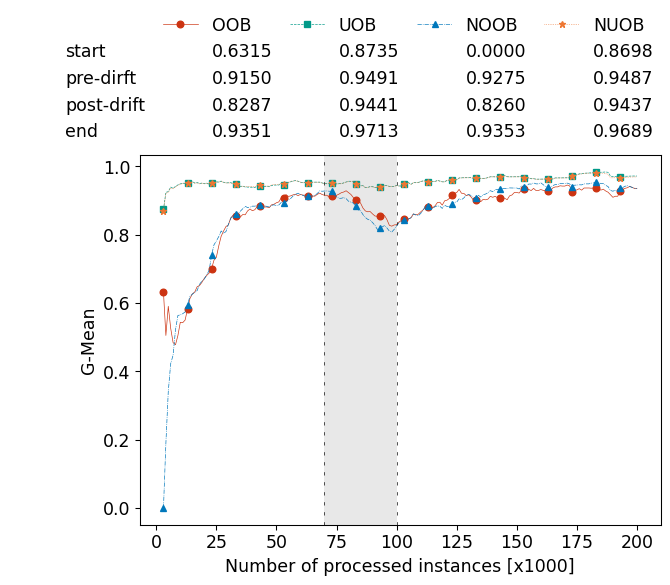 OOB UOB NOOB NUOB
start 0.6315 0.8735 0.0000 0.8698
pre-dirft 0.9150 0.9491 0.9275 0.9487
post-drift 0.8287 0.9441 0.8260 0.9437
end 0.9351 0.9713 0.9353 0.9689
1.0
0.8
0.6
0.4
0.2
0.0
G-Mean
0 25 50 75 100 125 150 175 200
Number of processed instances [x1000]